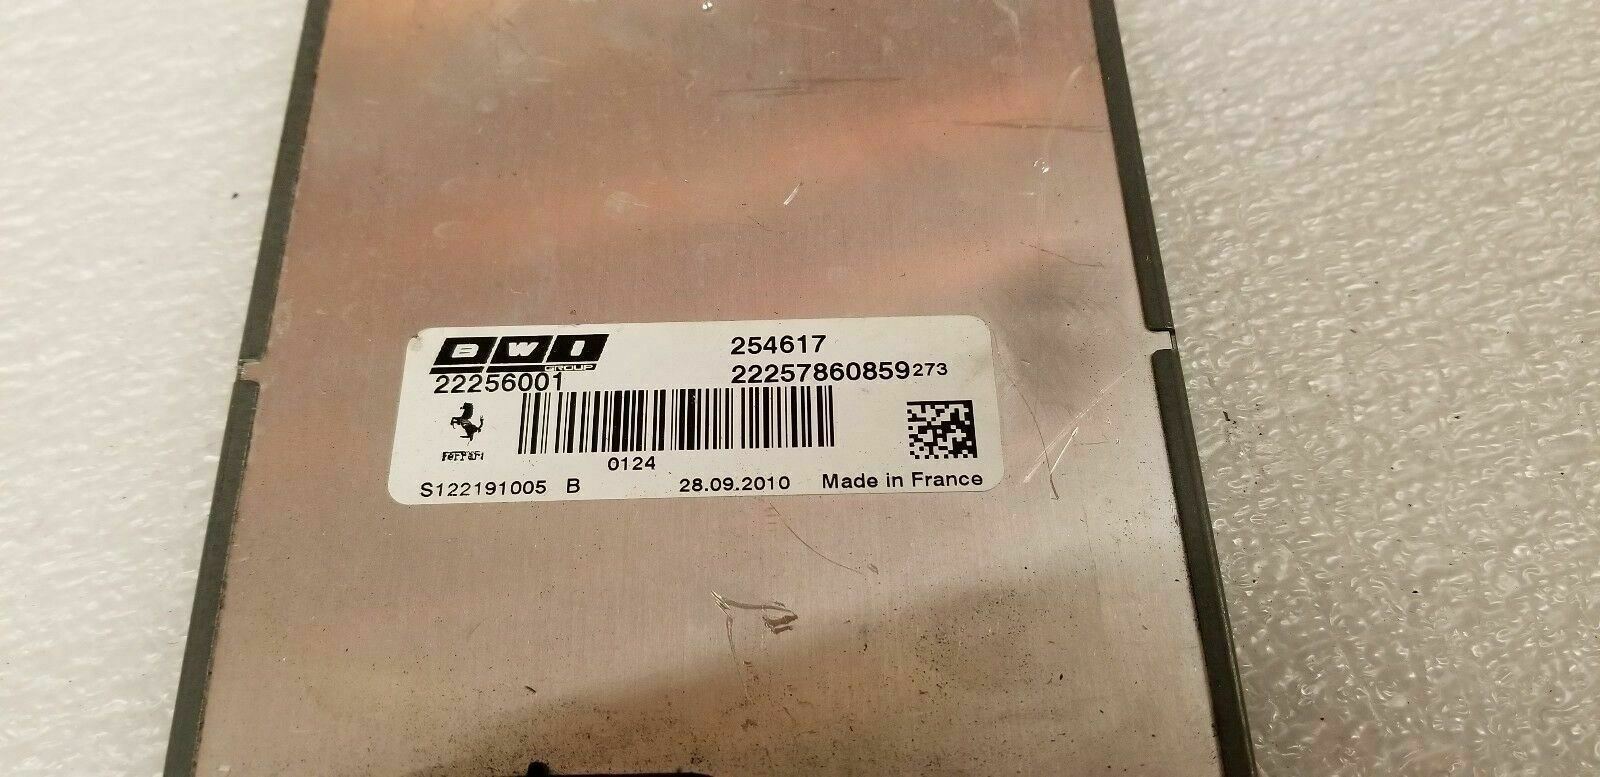 BWI
GROUP
22256001
254617
22257860859273
Ferrari
0124
S122191005 B
28.09.2010
Made in France